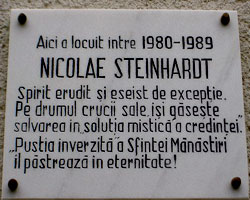 Aici a locuit între 1980-1989
NICOLAE STEINHARDT
Spirit erudit și eseist de excepție.
Pe drumul crucii sale, își găsește
salvarea în „soluția mistică” a credinței.
„Pustia înverzită” a Sfintei Mănăstiri
îl păstrează în eternitate!